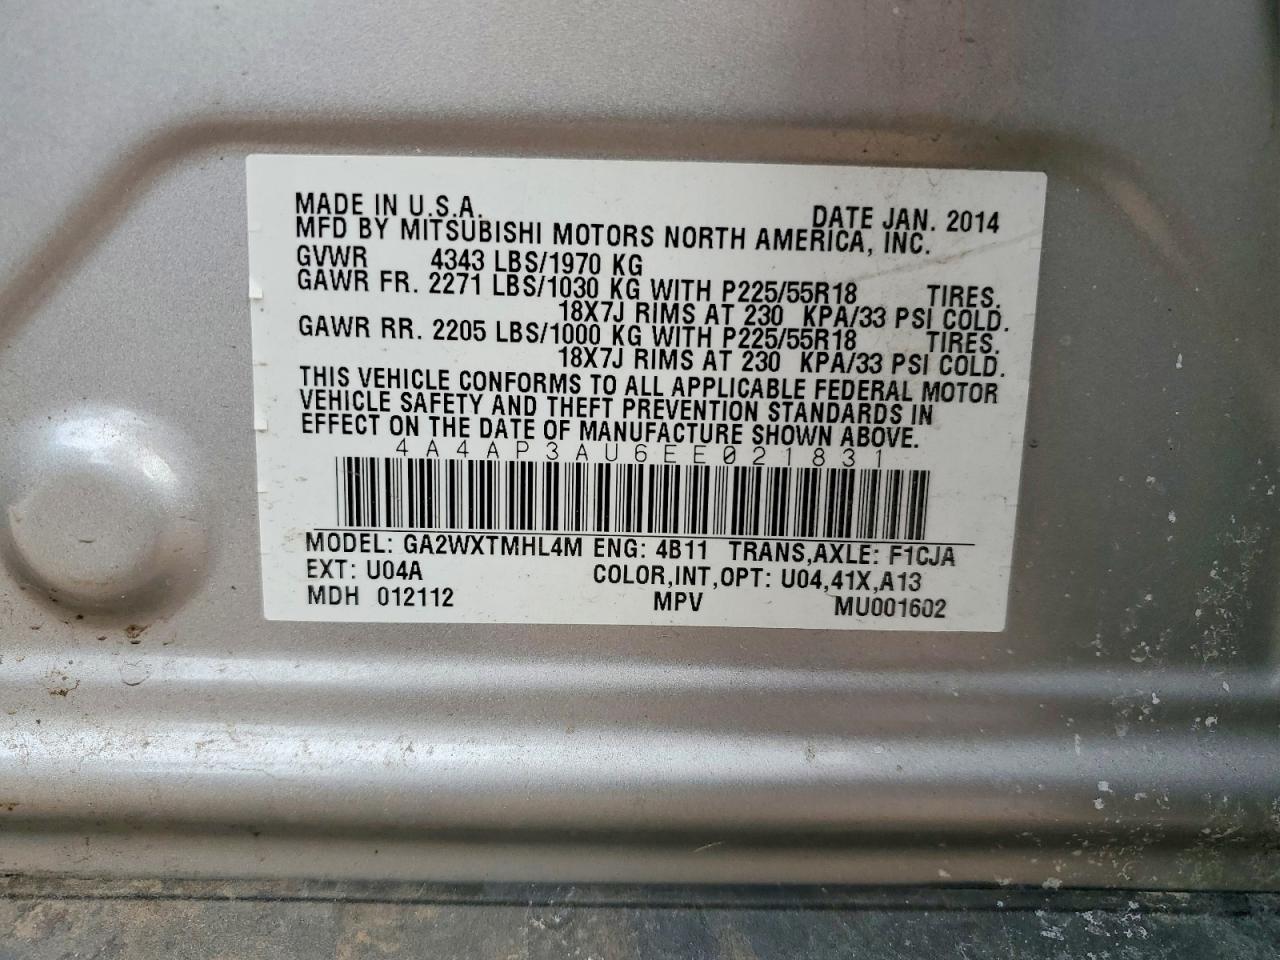 MADE IN U.S.A. DATE JAN. 2014
MFD BY MITSUBISHI MOTORS NORTH AMERICA, INC.
GVWR 4343 LBS/1970 KG
GAWR FR. 2271 LBS/1030 KG WITH P225/55R18 TIRES.
18X7J RIMS AT 230 KPA/33 PSI COLD.
GAWR RR. 2205 LBS/1000 KG WITH P225/55R18 TIRES.
18X7J RIMS AT 230 KPA/33 PSI COLD.
THIS VEHICLE CONFORMS TO ALL APPLICABLE FEDERAL MOTOR
VEHICLE SAFETY AND THEFT PREVENTION STANDARDS IN
EFFECT ON THE DATE OF MANUFACTURE SHOWN ABOVE.
4A4AP3AU6EE021831
MODEL: GA2WXTMHL4M ENG: 4B11 TRANS,AXLE: F1CJA
EXT: U04A COLOR,INT,OPT: U04,41X,A13
MDH 012112 MPV MU001602